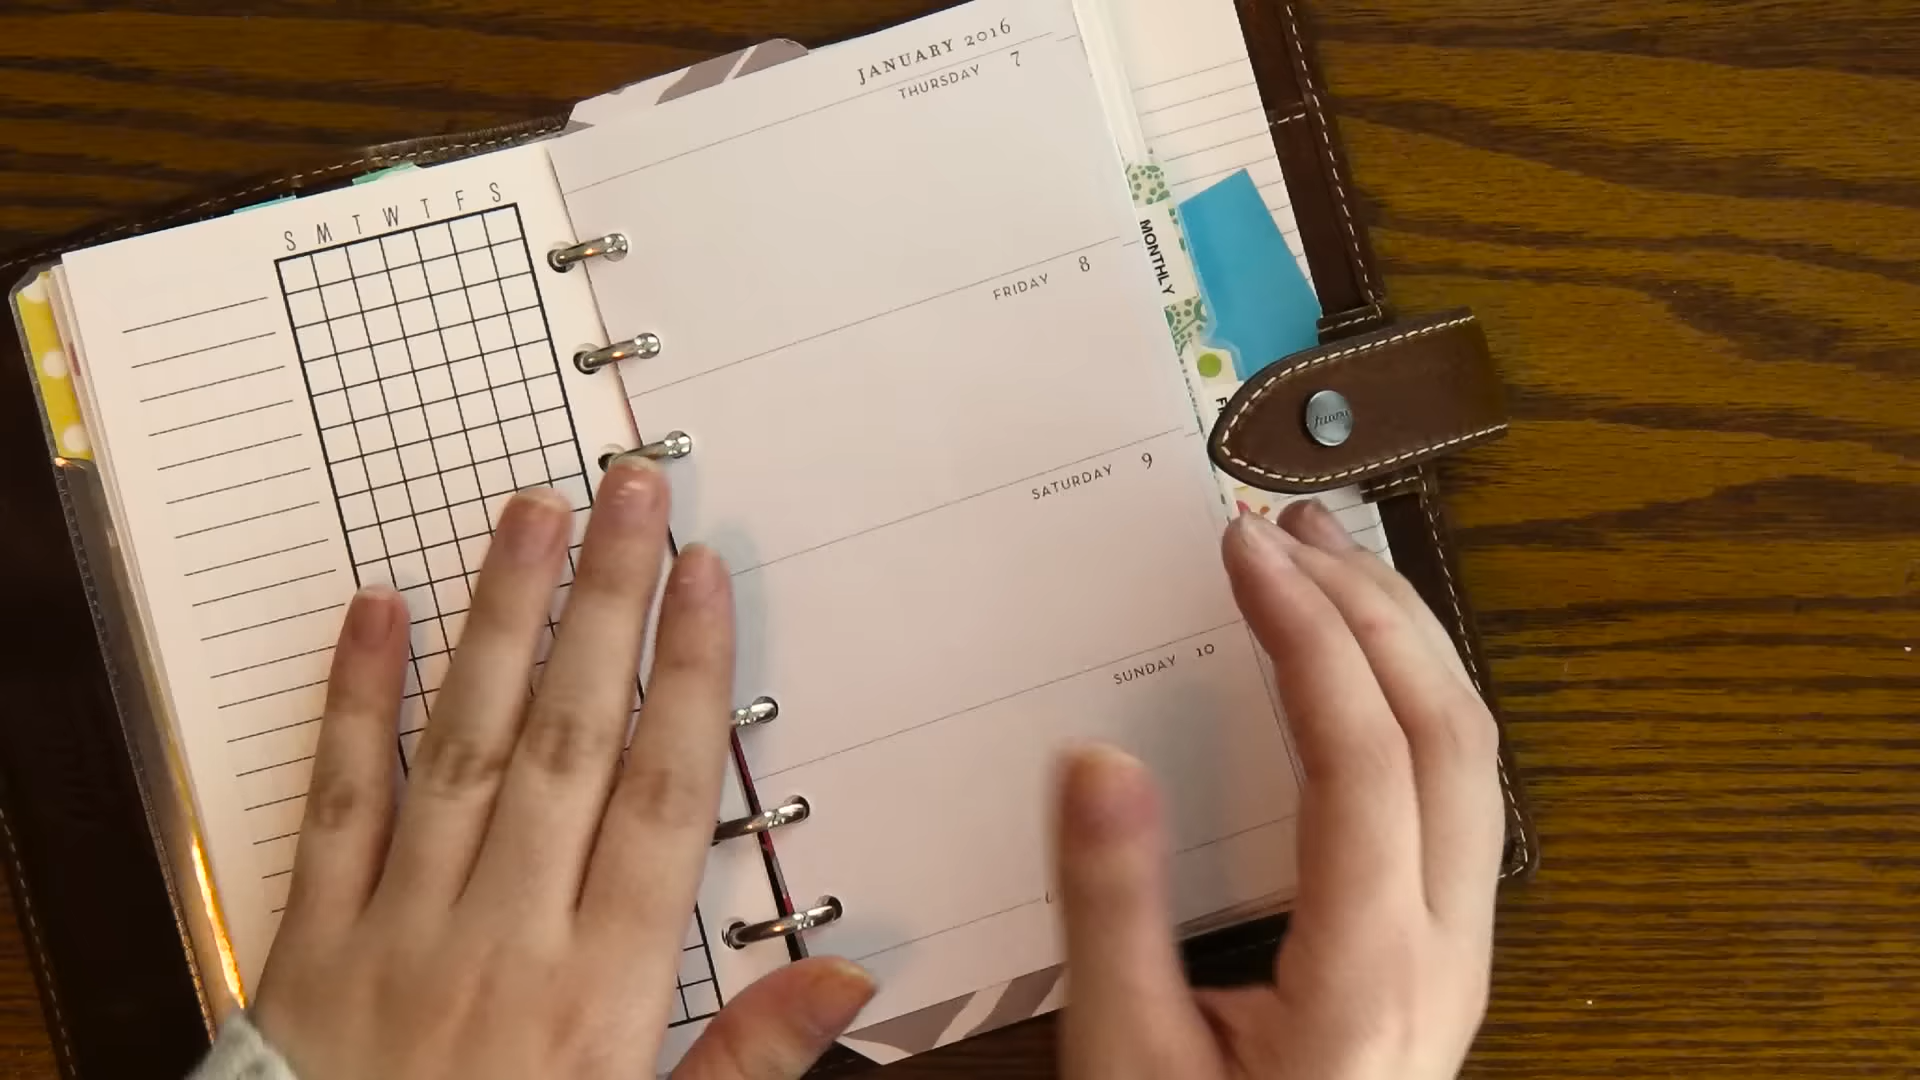 S M T W T F S
JANUARY 2016
THURSDAY 7
FRIDAY 8
SATURDAY 9
SUNDAY 10
MONTHLY